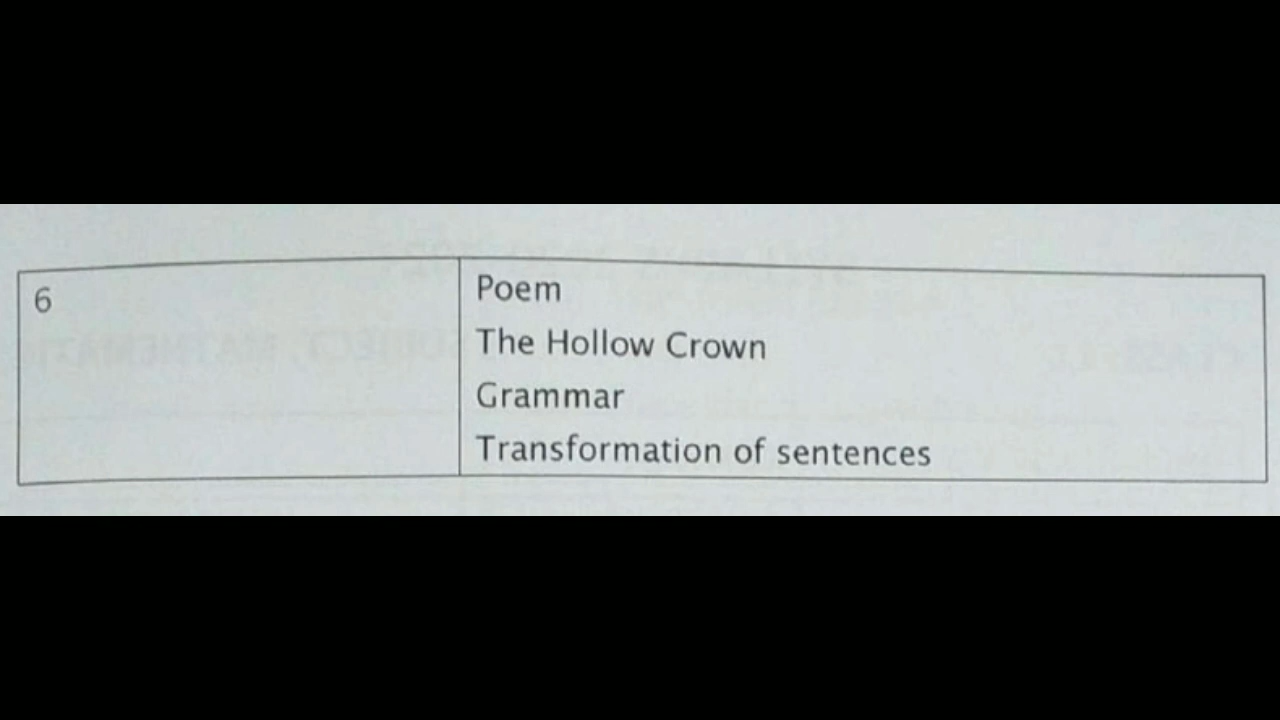 6
Poem
The Hollow Crown
Grammar
Transformation of sentences